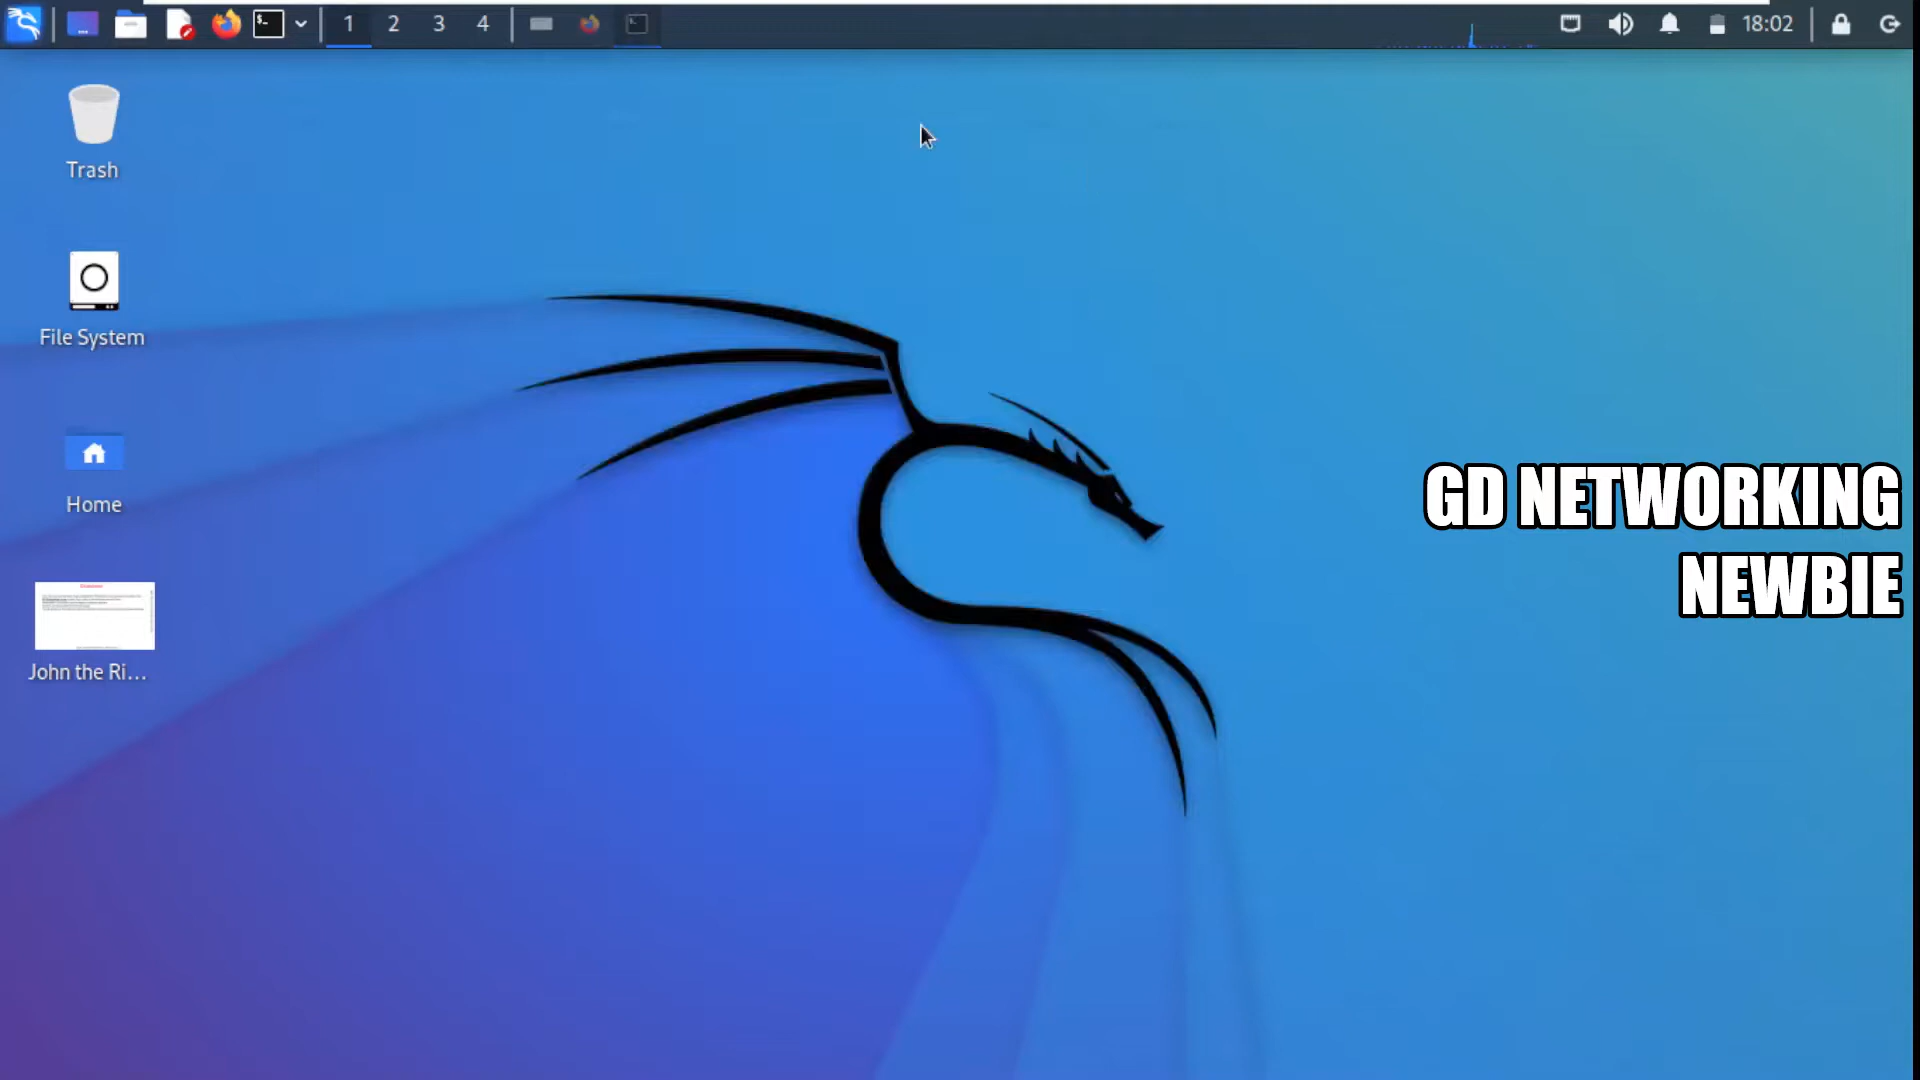 1 2 3 4 18:02
Trash
File System
Home
John the Ri...
GD NETWORKING
NEWBIE